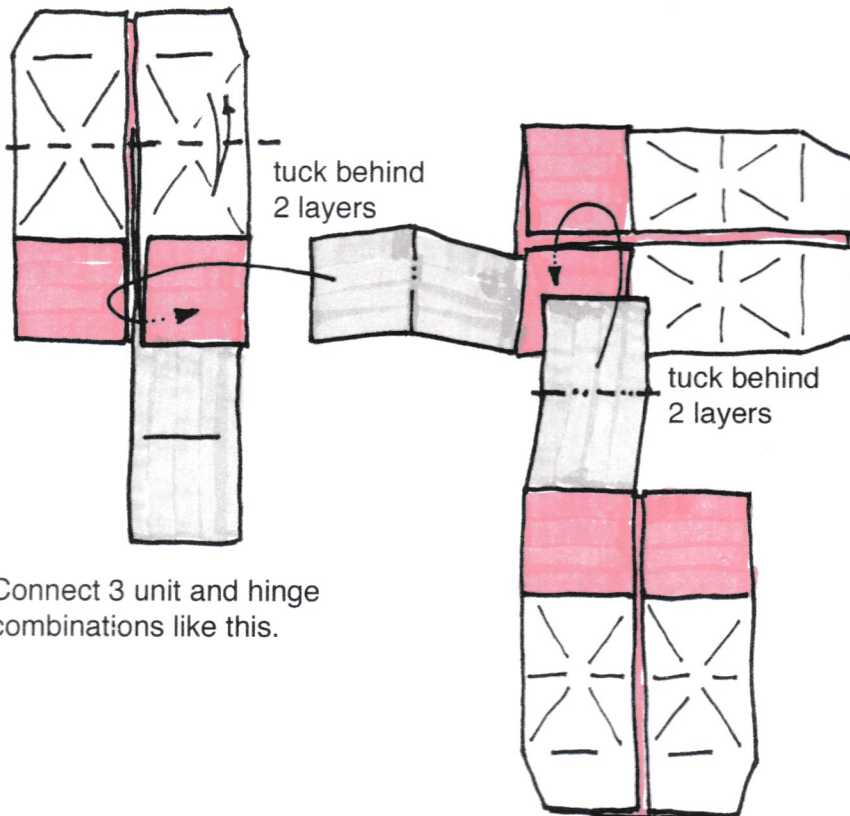 tuck behind
2 layers
tuck behind
2 layers
Connect 3 unit and hinge
combinations like this.